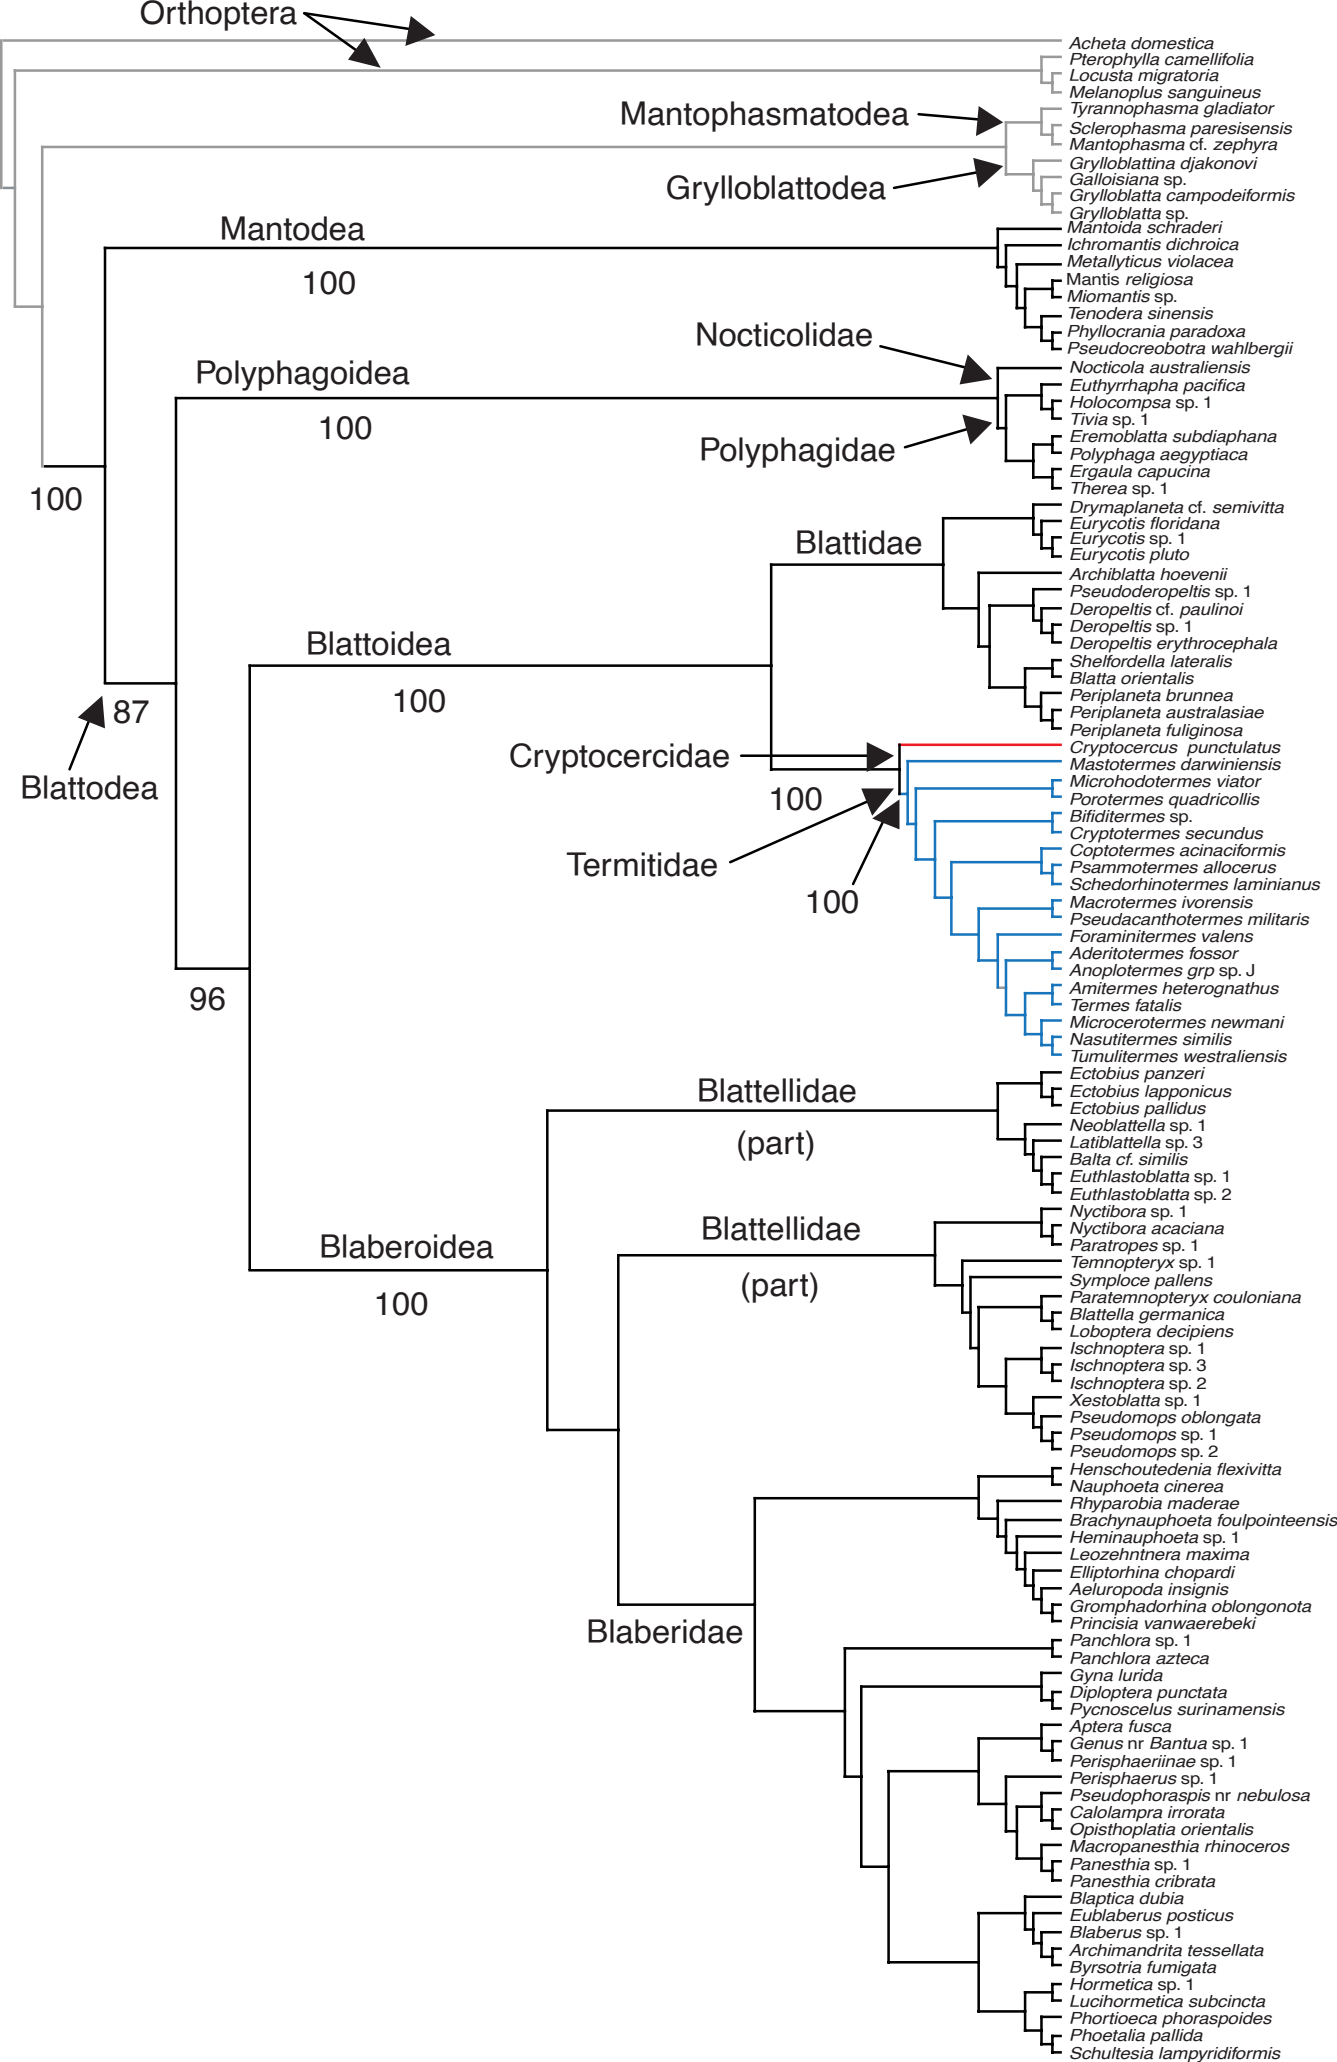 Orthoptera
Acheta domestica
Pterophylla camellifolia
Locusta migratoria
Melanoplus sanguineus
Mantophasmatodea
Tyrannophasma gladiator
Sclerophasma paresisensis
Mantophasma cf. zephyra
Grylloblattodea
Grylloblattina djakonovi
Galloisiana sp.
Grylloblatta campodeiformis
Grylloblatta sp.
Mantodea
100
Mantoida schraderi
Ichromantis dichroica
Metallyticus violacea
Mantis religiosa
Miomantis sp.
Tenodera sinensis
Phyllocrania paradoxa
Pseudocreobotra wahlbergii
Nocticolidae
Polyphagoidea
100
Polyphagidae
Nocticola australiensis
Euthyrrhapha pacifica
Holocompsa sp. 1
Tivia sp. 1
Eremoblatta subdiaphana
Polyphaga aegyptiaca
Ergaula capucina
Therea sp. 1
100
Blattidae
Drymaplaneta cf. semivitta
Eurycotis floridana
Eurycotis sp. 1
Eurycotis pluto
Archiblatta hoevenii
Pseudoderopeltis sp. 1
Deropeltis cf. paulinoi
Deropeltis sp. 1
Deropeltis erythrocephala
Shelfordella lateralis
Blatta orientalis
Periplaneta brunnea
Periplaneta australasiae
Periplaneta fuliginosa
Blattoidea
100
87
Blattodea
Cryptocercidae
100
Termitidae
100
Cryptocercus punctulatus
Mastotermes darwiniensis
Microhodotermes viator
Porotermes quadricollis
Bifiditermes sp.
Cryptotermes secundus
Coptotermes acinaciformis
Psammotermes allocerus
Schedorhinotermes laminianus
Macrotermes ivorensis
Pseudacanthotermes militaris
Foraminitermes valens
Aderitotermes fossor
Anoplotermes grp sp. J
Amitermes heterognathus
Termes fatalis
Microcerotermes newmani
Nasutitermes similis
Tumulitermes westraliensis
96
Blattellidae
(part)
Ectobius panzeri
Ectobius lapponicus
Ectobius pallidus
Neoblattella sp. 1
Latiblattella sp. 3
Balta cf. similis
Euthlastoblatta sp. 1
Euthlastoblatta sp. 2
Blattellidae
(part)
Nyctibora sp. 1
Nyctibora acaciana
Paratropes sp. 1
Temnopteryx sp. 1
Symploce pallens
Paratemnopteryx couloniana
Blattella germanica
Loboptera decipiens
Ischnoptera sp. 1
Ischnoptera sp. 3
Ischnoptera sp. 2
Xestoblatta sp. 1
Pseudomops oblongata
Pseudomops sp. 1
Pseudomops sp. 2
Blaberoidea
100
Blaberidae
Henschoutedenia flexivitta
Nauphoeta cinerea
Rhyparobia maderae
Brachynauphoeta foulpointeensis
Heminauphoeta sp. 1
Leozehntnera maxima
Elliptorhina chopardi
Aeluropoda insignis
Gromphadorhina oblongonota
Princisia vanwaerebeki
Panchlora sp. 1
Panchlora azteca
Gyna lurida
Diploptera punctata
Pycnoscelus surinamensis
Aptera fusca
Genus nr Bantua sp. 1
Perisphaeriinae sp. 1
Perisphaerus sp. 1
Pseudophoraspis nr nebulosa
Calolampra irrorata
Opisthoplatia orientalis
Macropanesthia rhinoceros
Panesthia sp. 1
Panesthia cribrata
Blaptica dubia
Eublaberus posticus
Blaberus sp. 1
Archimandrita tessellata
Byrsotria fumigata
Hormetica sp. 1
Lucihormetica subcincta
Phortioeca phoraspoides
Phoetalia pallida
Schultesia lampyridiformis